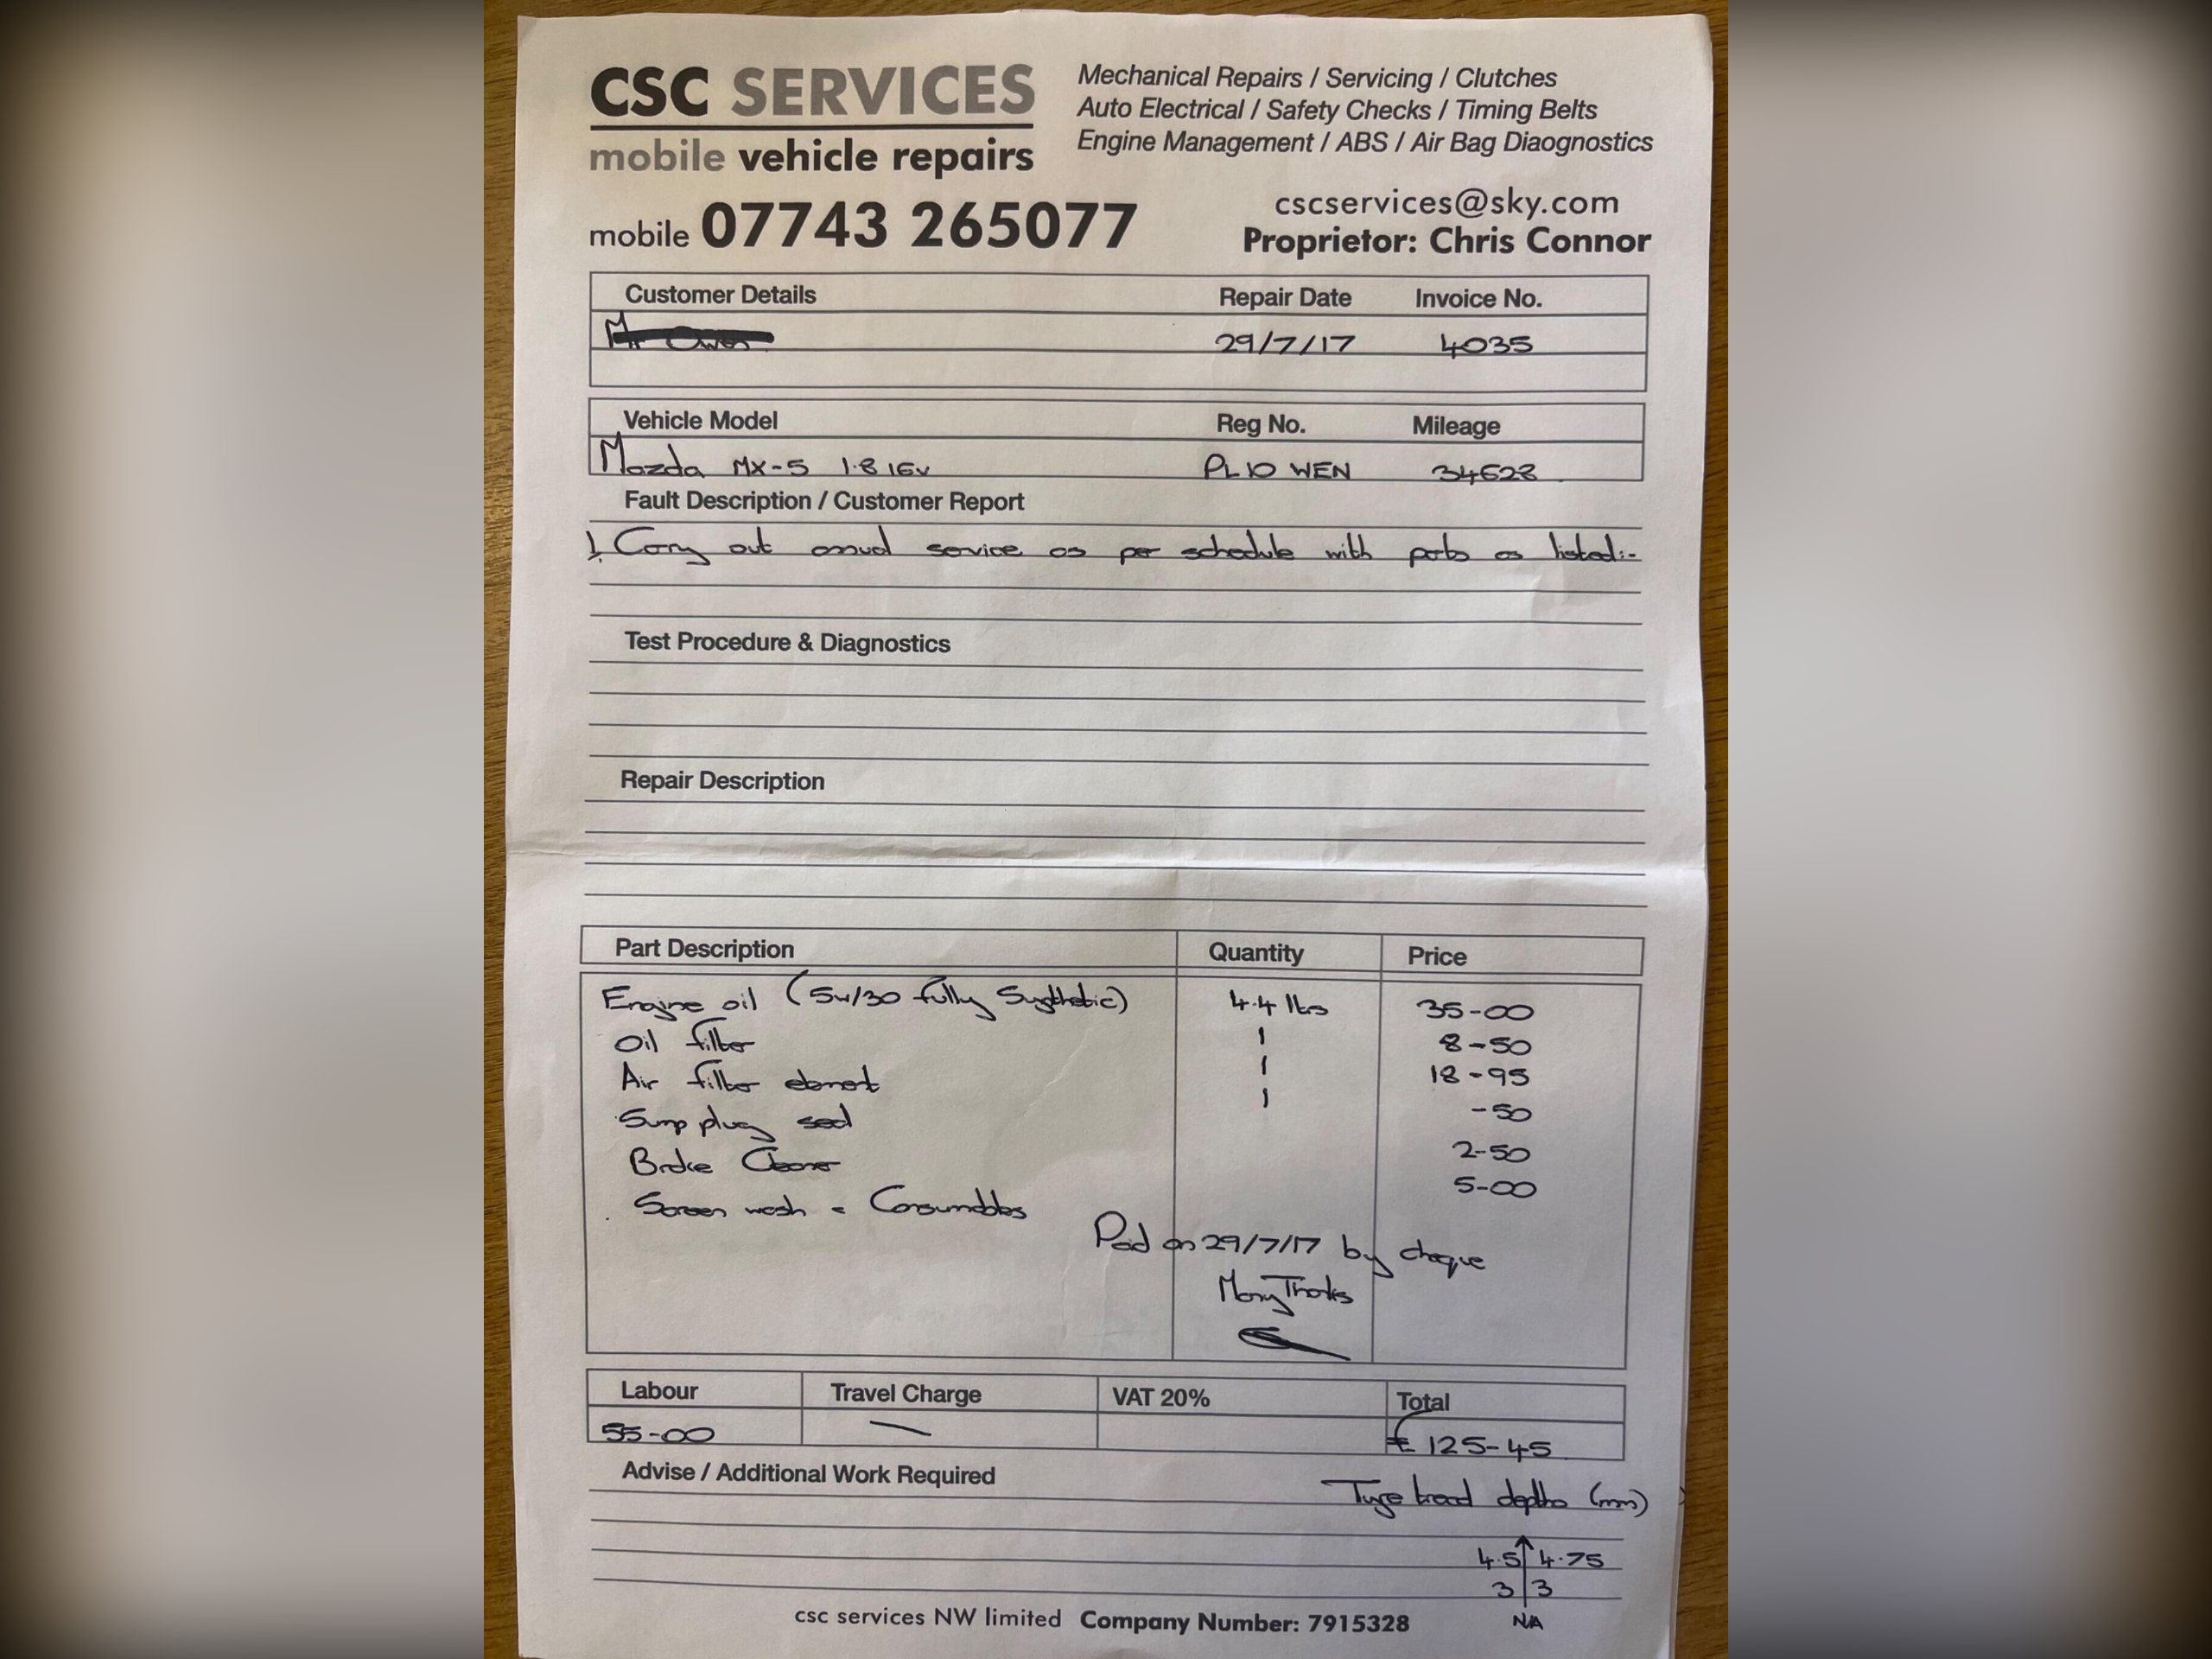 CSC SERVICES
mobile vehicle repairs
mobile 07743 265077
Mechanical Repairs / Servicing / Clutches
Auto Electrical / Safety Checks / Timing Belts
Engine Management / ABS / Air Bag Diaognostics
cscservices@sky.com
Proprietor: Chris Connor
Customer Details Repair Date Invoice No.
29/7/17 4035
Vehicle Model Reg No. Mileage
Mazda MX-5 1.8 16v PL10 WEN 34628
Fault Description / Customer Report
1. Carry out annual service as per schedule with parts as listed:-
Test Procedure & Diagnostics
Repair Description
Part Description Quantity Price
Engine oil (5w/30 fully Synthetic) 4.4 ltrs 35-00
Oil filter 1 8-50
Air filter element 1 18-95
Sump plug seal 1 -50
Brake Cleaner 2-50
Screen wash - Consumables 5-00
Paid on 29/7/17 by cheque
Many Thanks
Labour Travel Charge VAT 20% Total
55-00 — £125-45
Advise / Additional Work Required
Tyre tread depths (mm)
4.5 4.75
3 3
N/A
csc services NW limited Company Number: 7915328